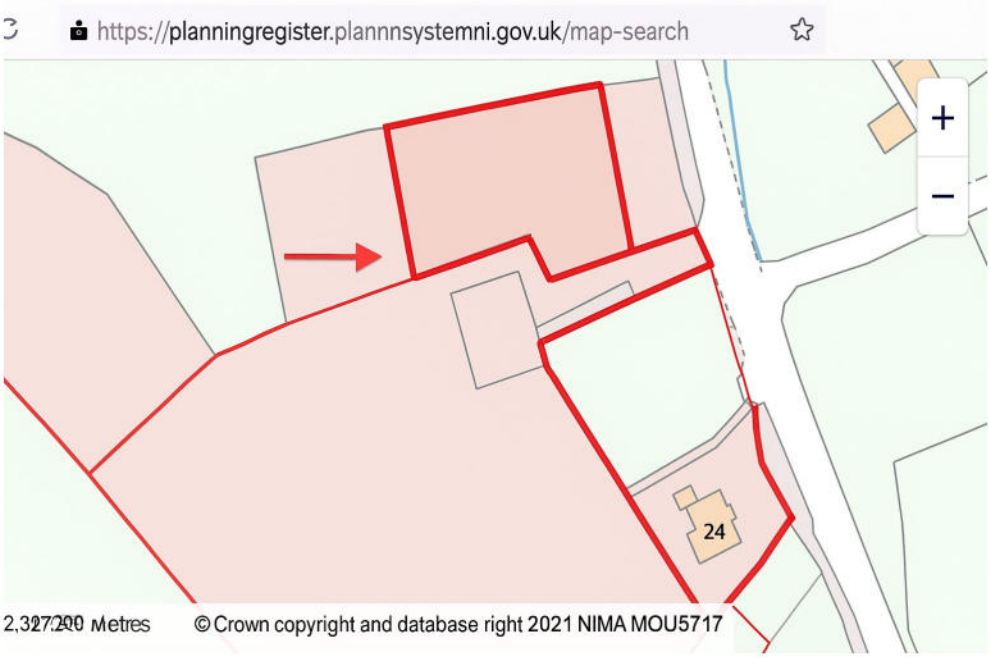 https://planningregister.plannnsystemni.gov.uk/map-search
+
−
24
Metres © Crown copyright and database right 2021 NIMA MOU5717